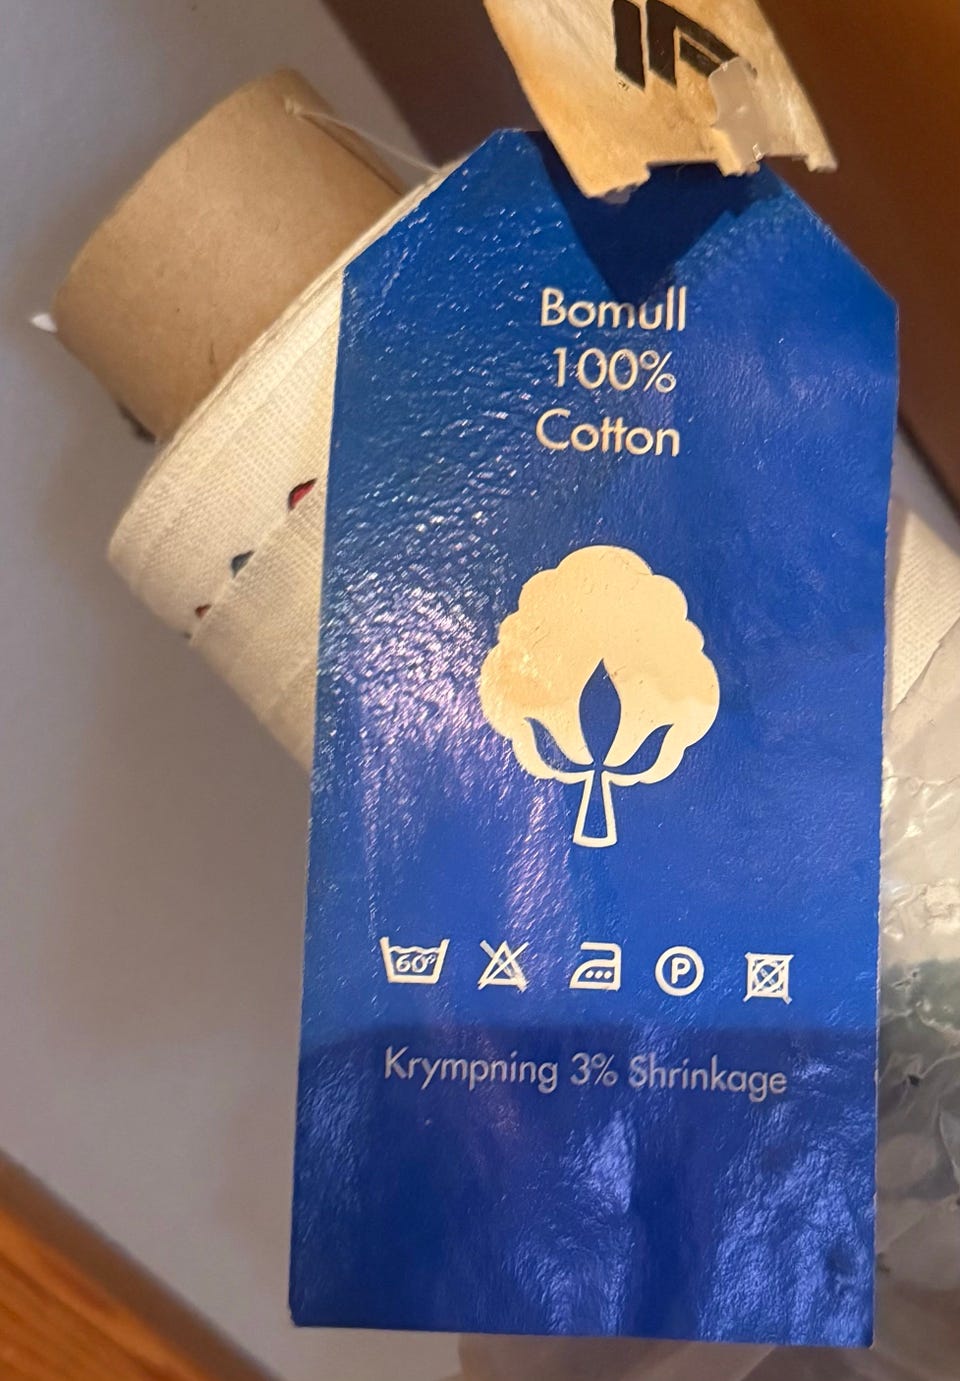 Bomull
100%
Cotton
60°
P
Krympning 3% Shrinkage